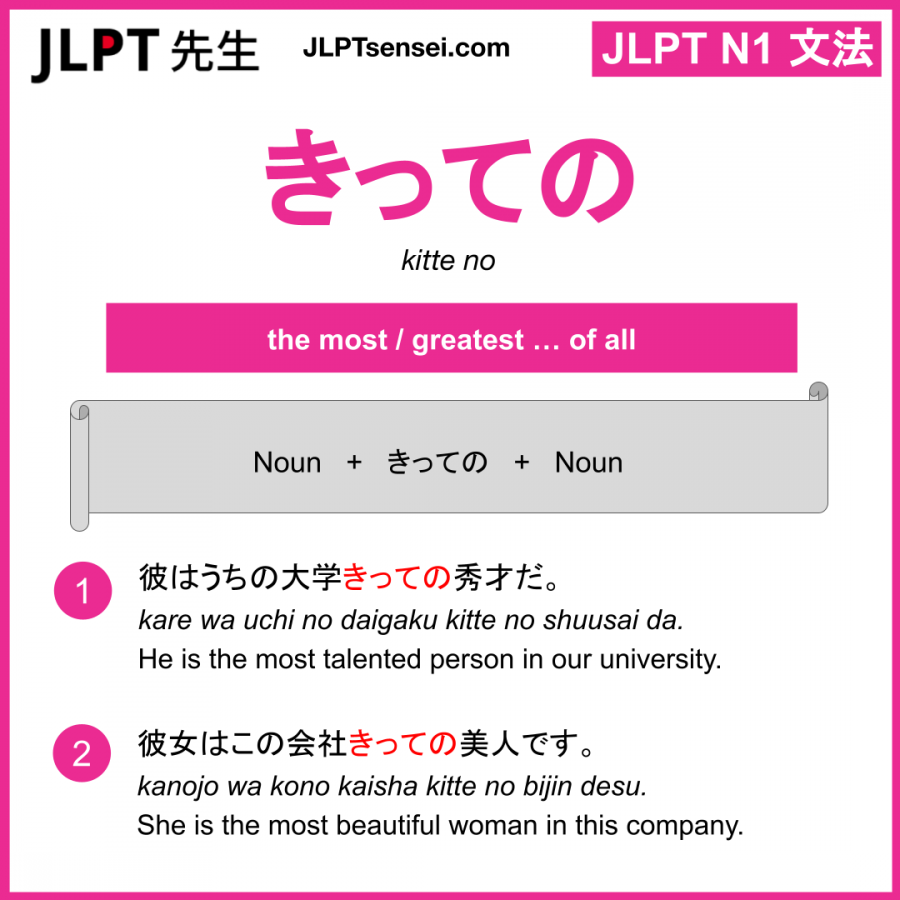 JLPT 先生
JLPTsensei.com
JLPT N1 文法
きっての
kitte no
the most / greatest … of all
Noun + きっての + Noun
1
彼はうちの大学きっての秀才だ。
kare wa uchi no daigaku kitte no shuusai da.
He is the most talented person in our university.
2
彼女はこの会社きっての美人です。
kanojo wa kono kaisha kitte no bijin desu.
She is the most beautiful woman in this company.